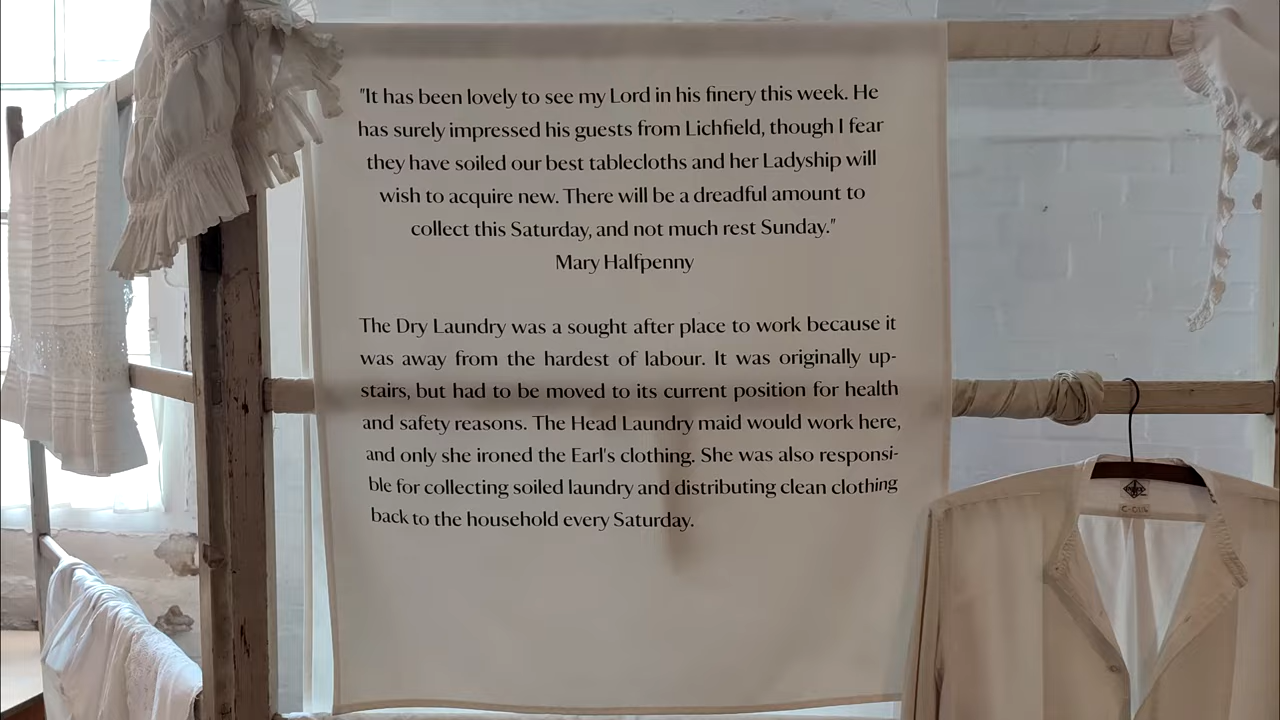 "It has been lovely to see my Lord in his finery this week. He
has surely impressed his guests from Lichfield, though I fear
they have soiled our best tablecloths and her Ladyship will
wish to acquire new. There will be a dreadful amount to
collect this Saturday, and not much rest Sunday."
Mary Halfpenny
The Dry Laundry was a sought after place to work because it
was away from the hardest of labour. It was originally up-
stairs, but had to be moved to its current position for health
and safety reasons. The Head Laundry maid would work here,
and only she ironed the Earl's clothing. She was also responsi-
ble for collecting soiled laundry and distributing clean clothing
back to the household every Saturday.